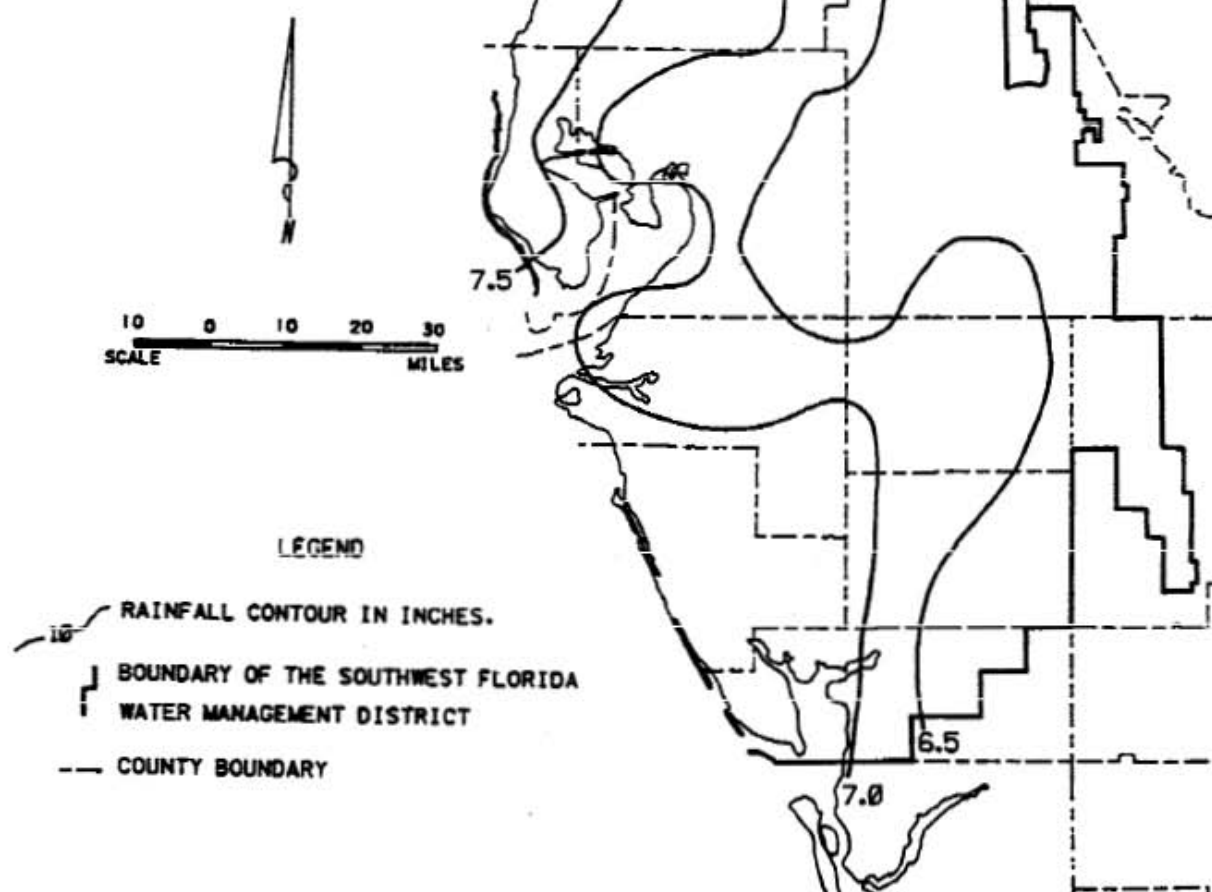 N
7.5
10 0 10 20 30
SCALE MILES
LEGEND
10 RAINFALL CONTOUR IN INCHES.
BOUNDARY OF THE SOUTHWEST FLORIDA
WATER MANAGEMENT DISTRICT
COUNTY BOUNDARY
6.5
7.0